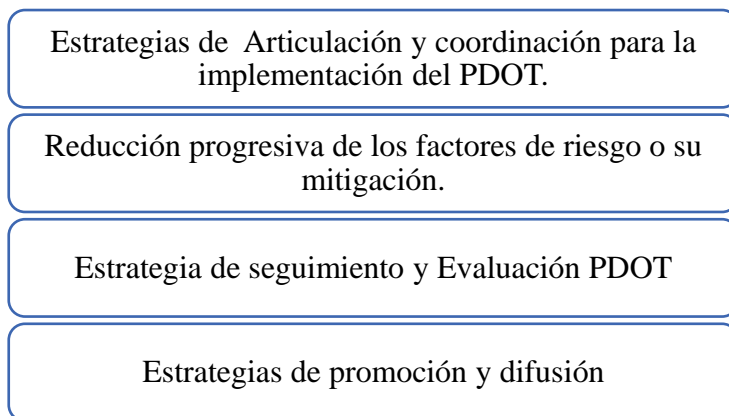 Estrategias de Articulación y coordinación para la
implementación del PDOT.
Reducción progresiva de los factores de riesgo o su
mitigación.
Estrategia de seguimiento y Evaluación PDOT
Estrategias de promoción y difusión